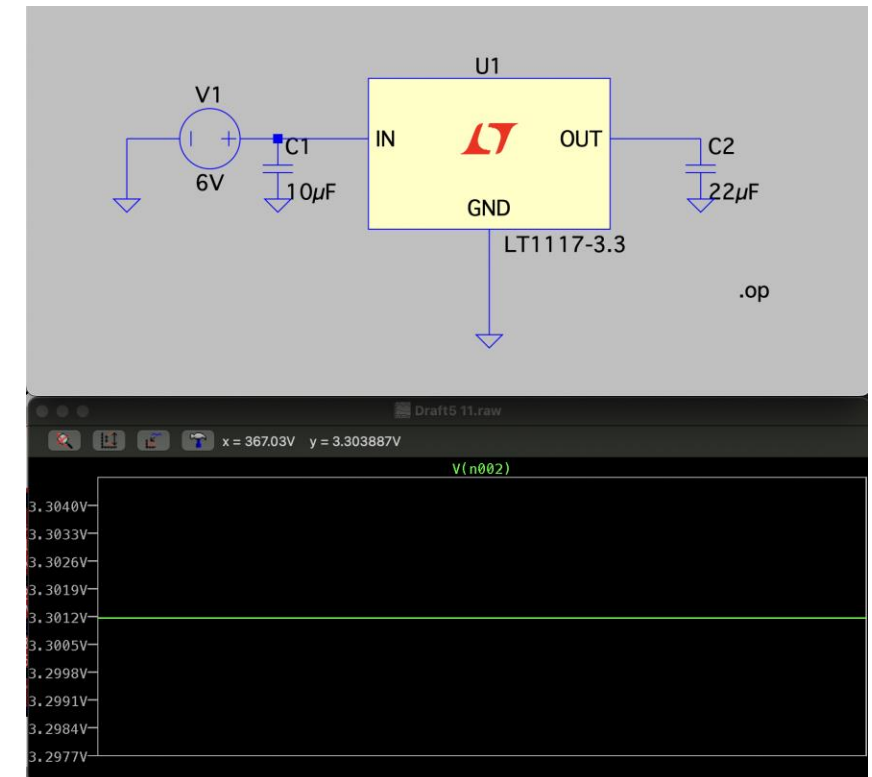 U1
V1
IN
OUT
C1
C2
6V
10µF
22µF
GND
LT1117-3.3
.op
Draft5 11.raw
x = 367.03V y = 3.303887V
V(n002)
3.3040V
3.3033V
3.3026V
3.3019V
3.3012V
3.3005V
3.2998V
3.2991V
3.2984V
3.2977V